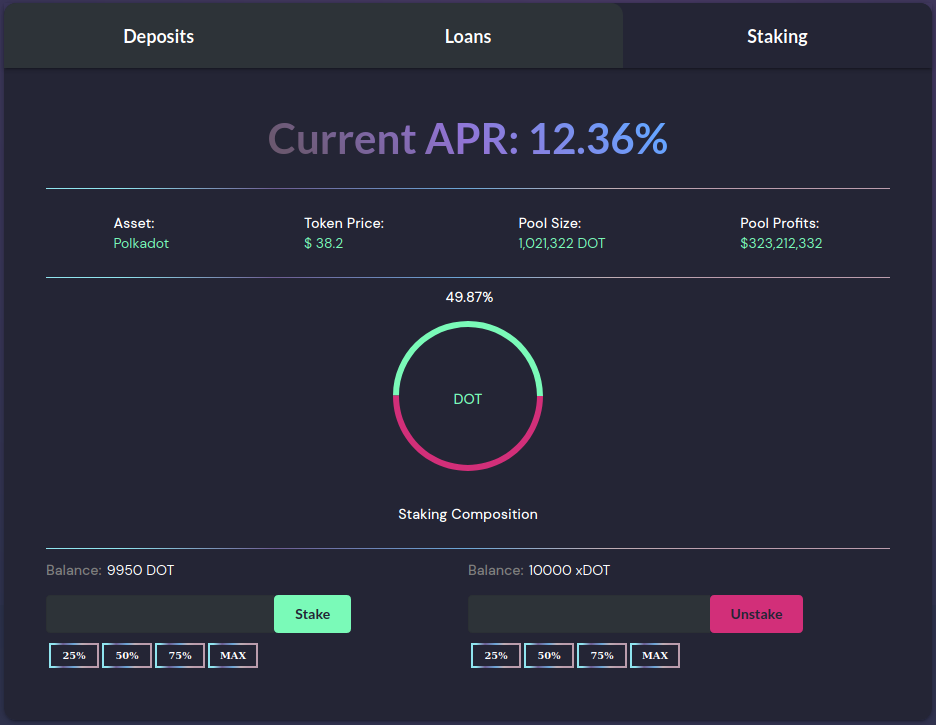 Deposits Loans Staking
Current APR: 12.36%
Asset: Token Price: Pool Size: Pool Profits:
Polkadot $ 38.2 1,021,322 DOT $323,212,332
49.87%
DOT
Staking Composition
Balance: 9950 DOT Balance: 10000 xDOT
Stake Unstake
25% 50% 75% MAX 25% 50% 75% MAX